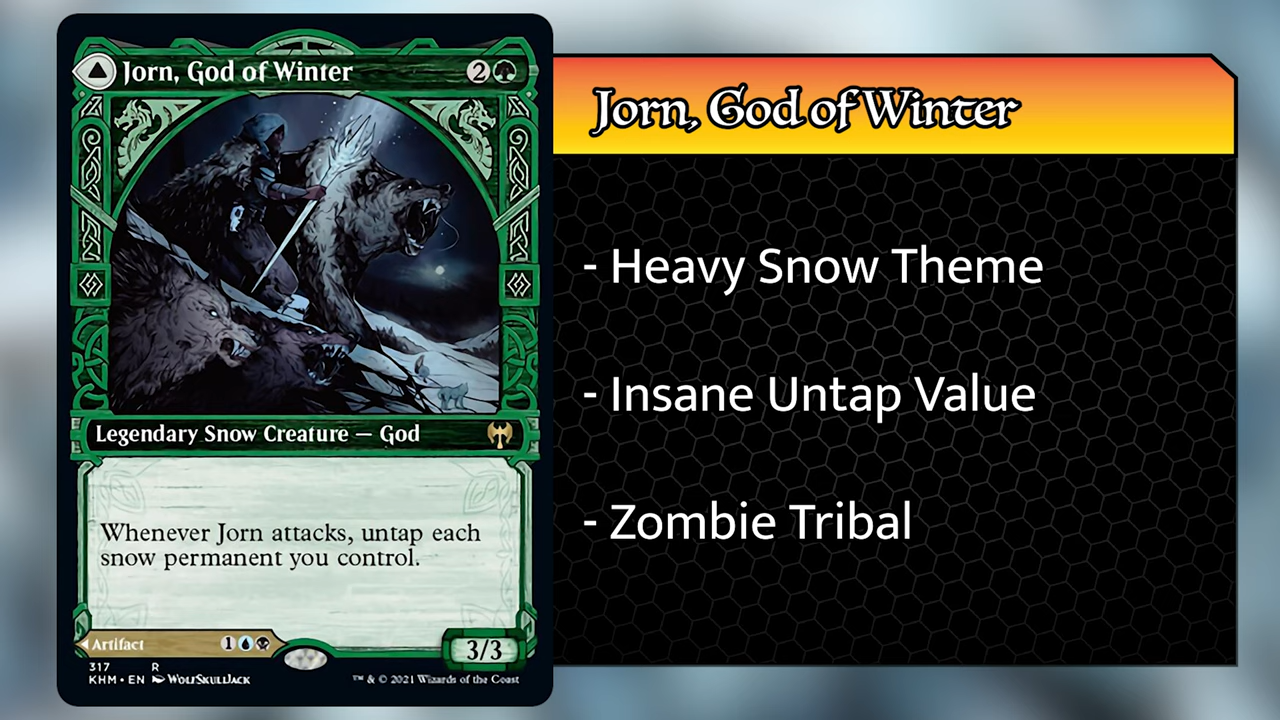 Jorn, God of Winter
2
Legendary Snow Creature — God
Whenever Jorn attacks, untap each
snow permanent you control.
Artifact
1
3/3
317 R
KHM • EN WolfSkullJack
™ & © 2021 Wizards of the Coast
Jorn, God of Winter
- Heavy Snow Theme
- Insane Untap Value
- Zombie Tribal